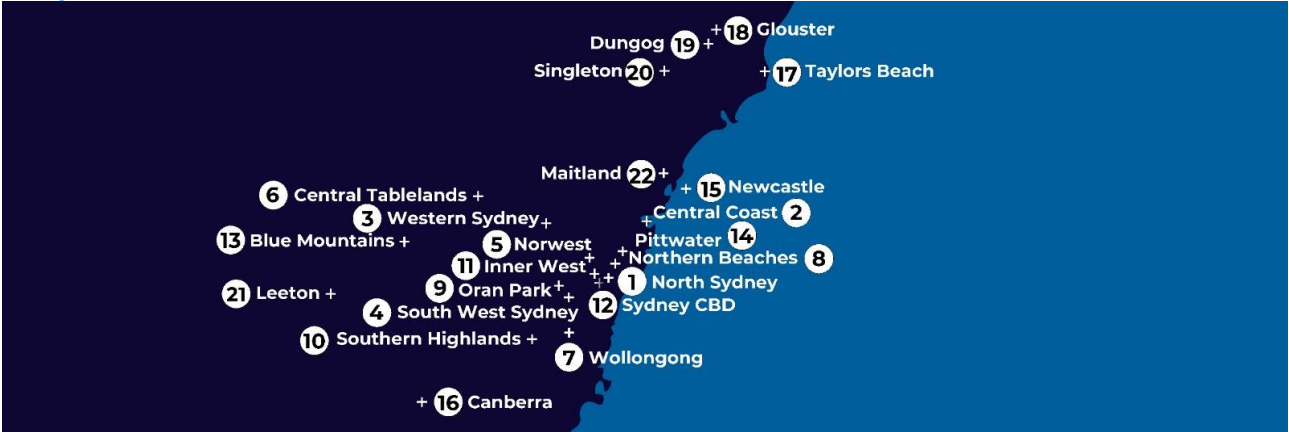 18 Glouster
Dungog 19
Singleton 20
17 Taylors Beach
Maitland 22
15 Newcastle
6 Central Tablelands
Central Coast 2
3 Western Sydney
13 Blue Mountains
5 Norwest
Pittwater 14
Northern Beaches 8
11 Inner West
1 North Sydney
9 Oran Park
21 Leeton
12 Sydney CBD
4 South West Sydney
10 Southern Highlands
7 Wollongong
16 Canberra